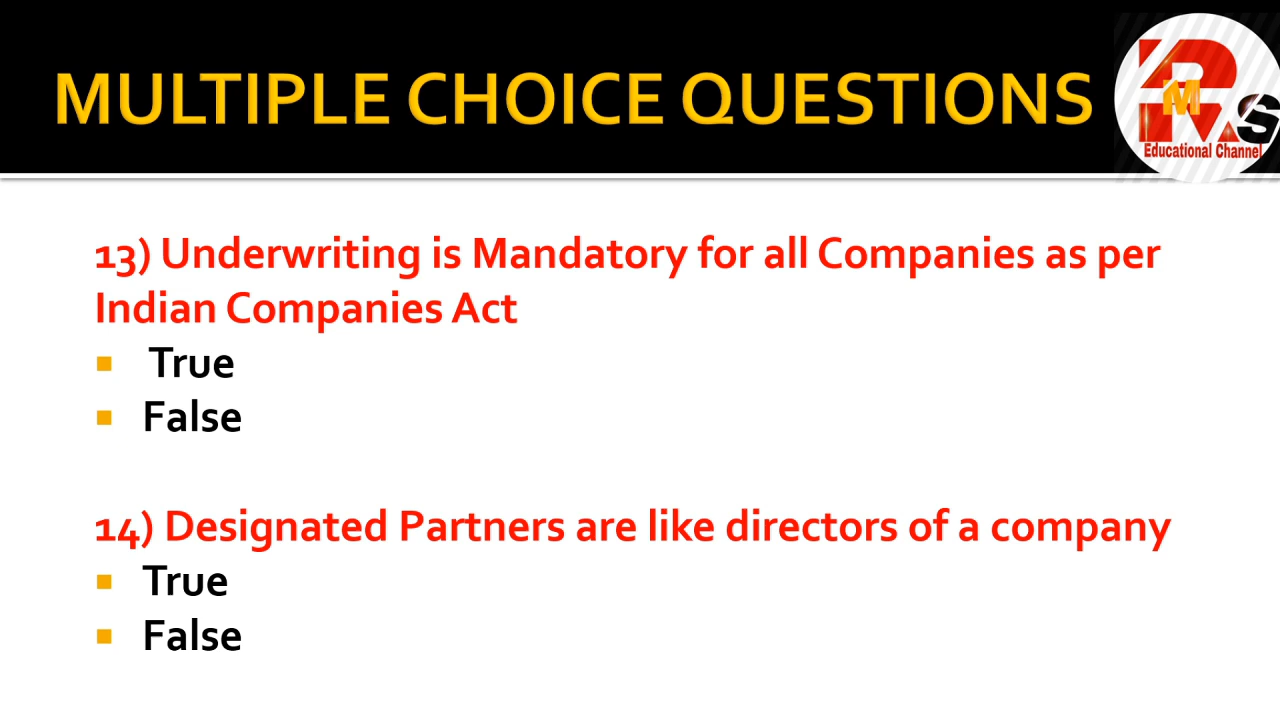 MULTIPLE CHOICE QUESTIONS
M
S
Educational Channel
13) Underwriting is Mandatory for all Companies as per
Indian Companies Act
True
False
14) Designated Partners are like directors of a company
True
False